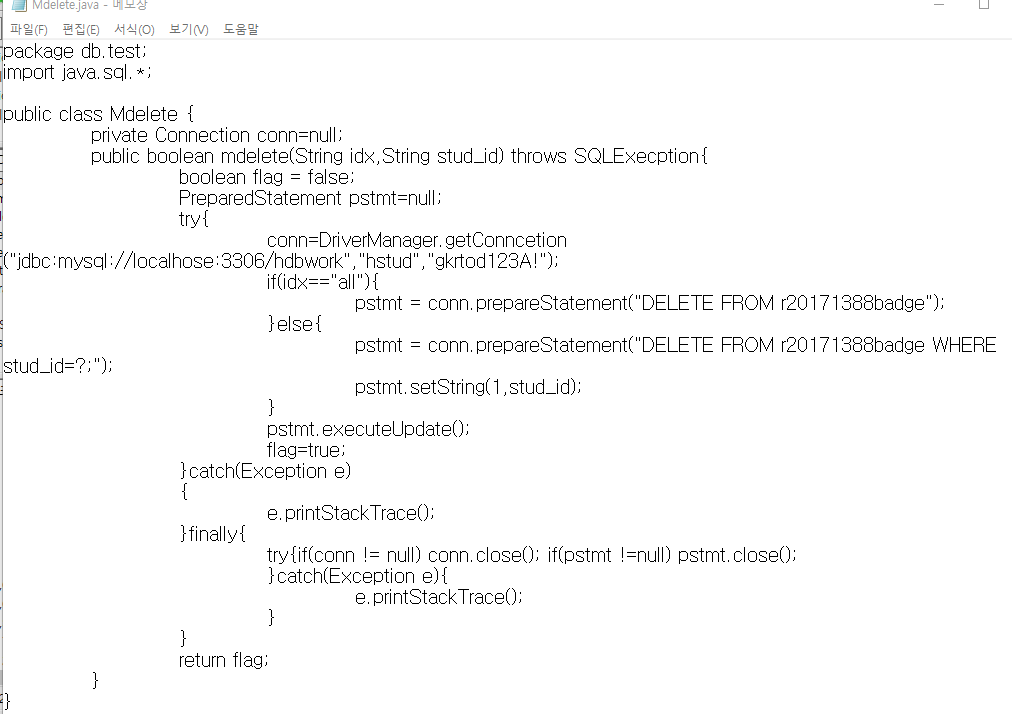 Mdelete.java - 메모장
파일(F) 편집(E) 서식(O) 보기(V) 도움말
package db.test;
import java.sql.*;
public class Mdelete {
private Connection conn=null;
public boolean mdelete(String idx,String stud_id) throws SQLExecption{
boolean flag = false;
PreparedStatement pstmt=null;
try{
conn=DriverManager.getConncetion
("jdbc:mysql://localhose:3306/hdbwork","hstud","gkrtod123A!");
if(idx=="all"){
pstmt = conn.prepareStatement("DELETE FROM r20171388badge");
}else{
pstmt = conn.prepareStatement("DELETE FROM r20171388badge WHERE
stud_id=?;");
pstmt.setString(1,stud_id);
}
pstmt.executeUpdate();
flag=true;
}catch(Exception e)
{
e.printStackTrace();
}finally{
try{if(conn != null) conn.close(); if(pstmt !=null) pstmt.close();
}catch(Exception e){
e.printStackTrace();
}
}
return flag;
}
}